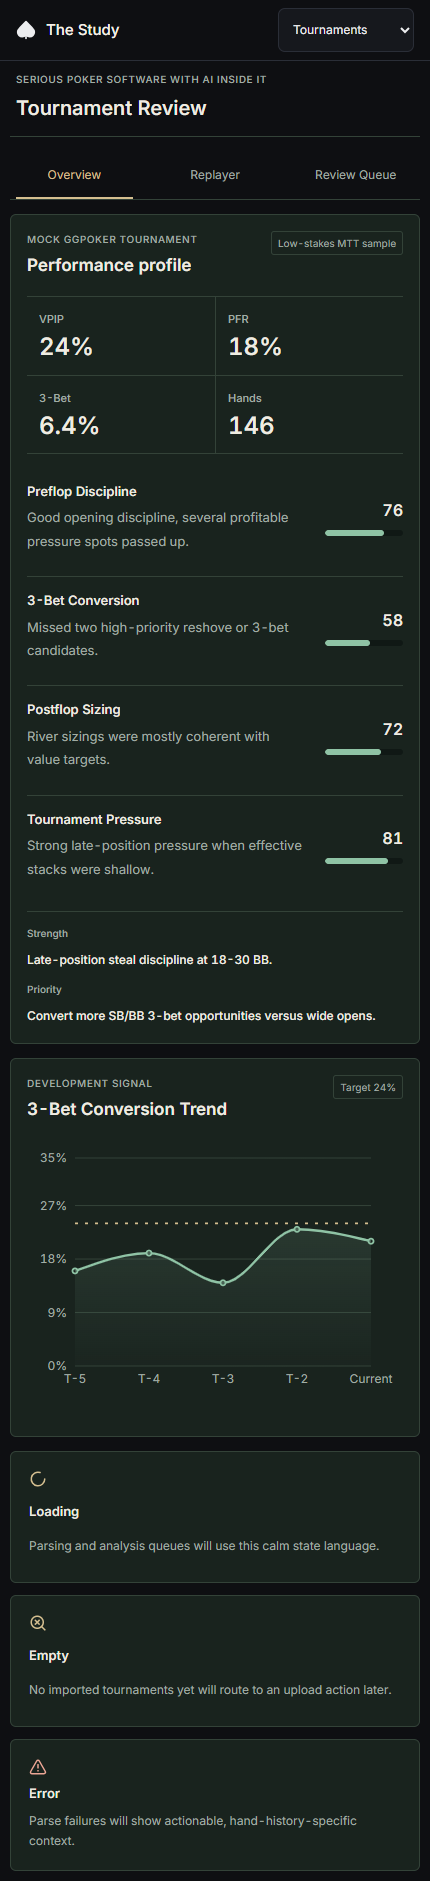 The Study
Tournaments
SERIOUS POKER SOFTWARE WITH AI INSIDE IT
Tournament Review
Overview
Replayer
Review Queue
MOCK GGPOKER TOURNAMENT
Low-stakes MTT sample
Performance profile
VPIP
24%
PFR
18%
3-Bet
6.4%
Hands
146
Preflop Discipline
Good opening discipline, several profitable
pressure spots passed up.
76
3-Bet Conversion
Missed two high-priority reshove or 3-bet
candidates.
58
Postflop Sizing
River sizings were mostly coherent with
value targets.
72
Tournament Pressure
Strong late-position pressure when effective
stacks were shallow.
81
Strength
Late-position steal discipline at 18-30 BB.
Priority
Convert more SB/BB 3-bet opportunities versus wide opens.
DEVELOPMENT SIGNAL
Target 24%
3-Bet Conversion Trend
35%
27%
18%
9%
0%
T-5
T-4
T-3
T-2
Current
Loading
Parsing and analysis queues will use this calm state language.
Empty
No imported tournaments yet will route to an upload action later.
Error
Parse failures will show actionable, hand-history-specific
context.